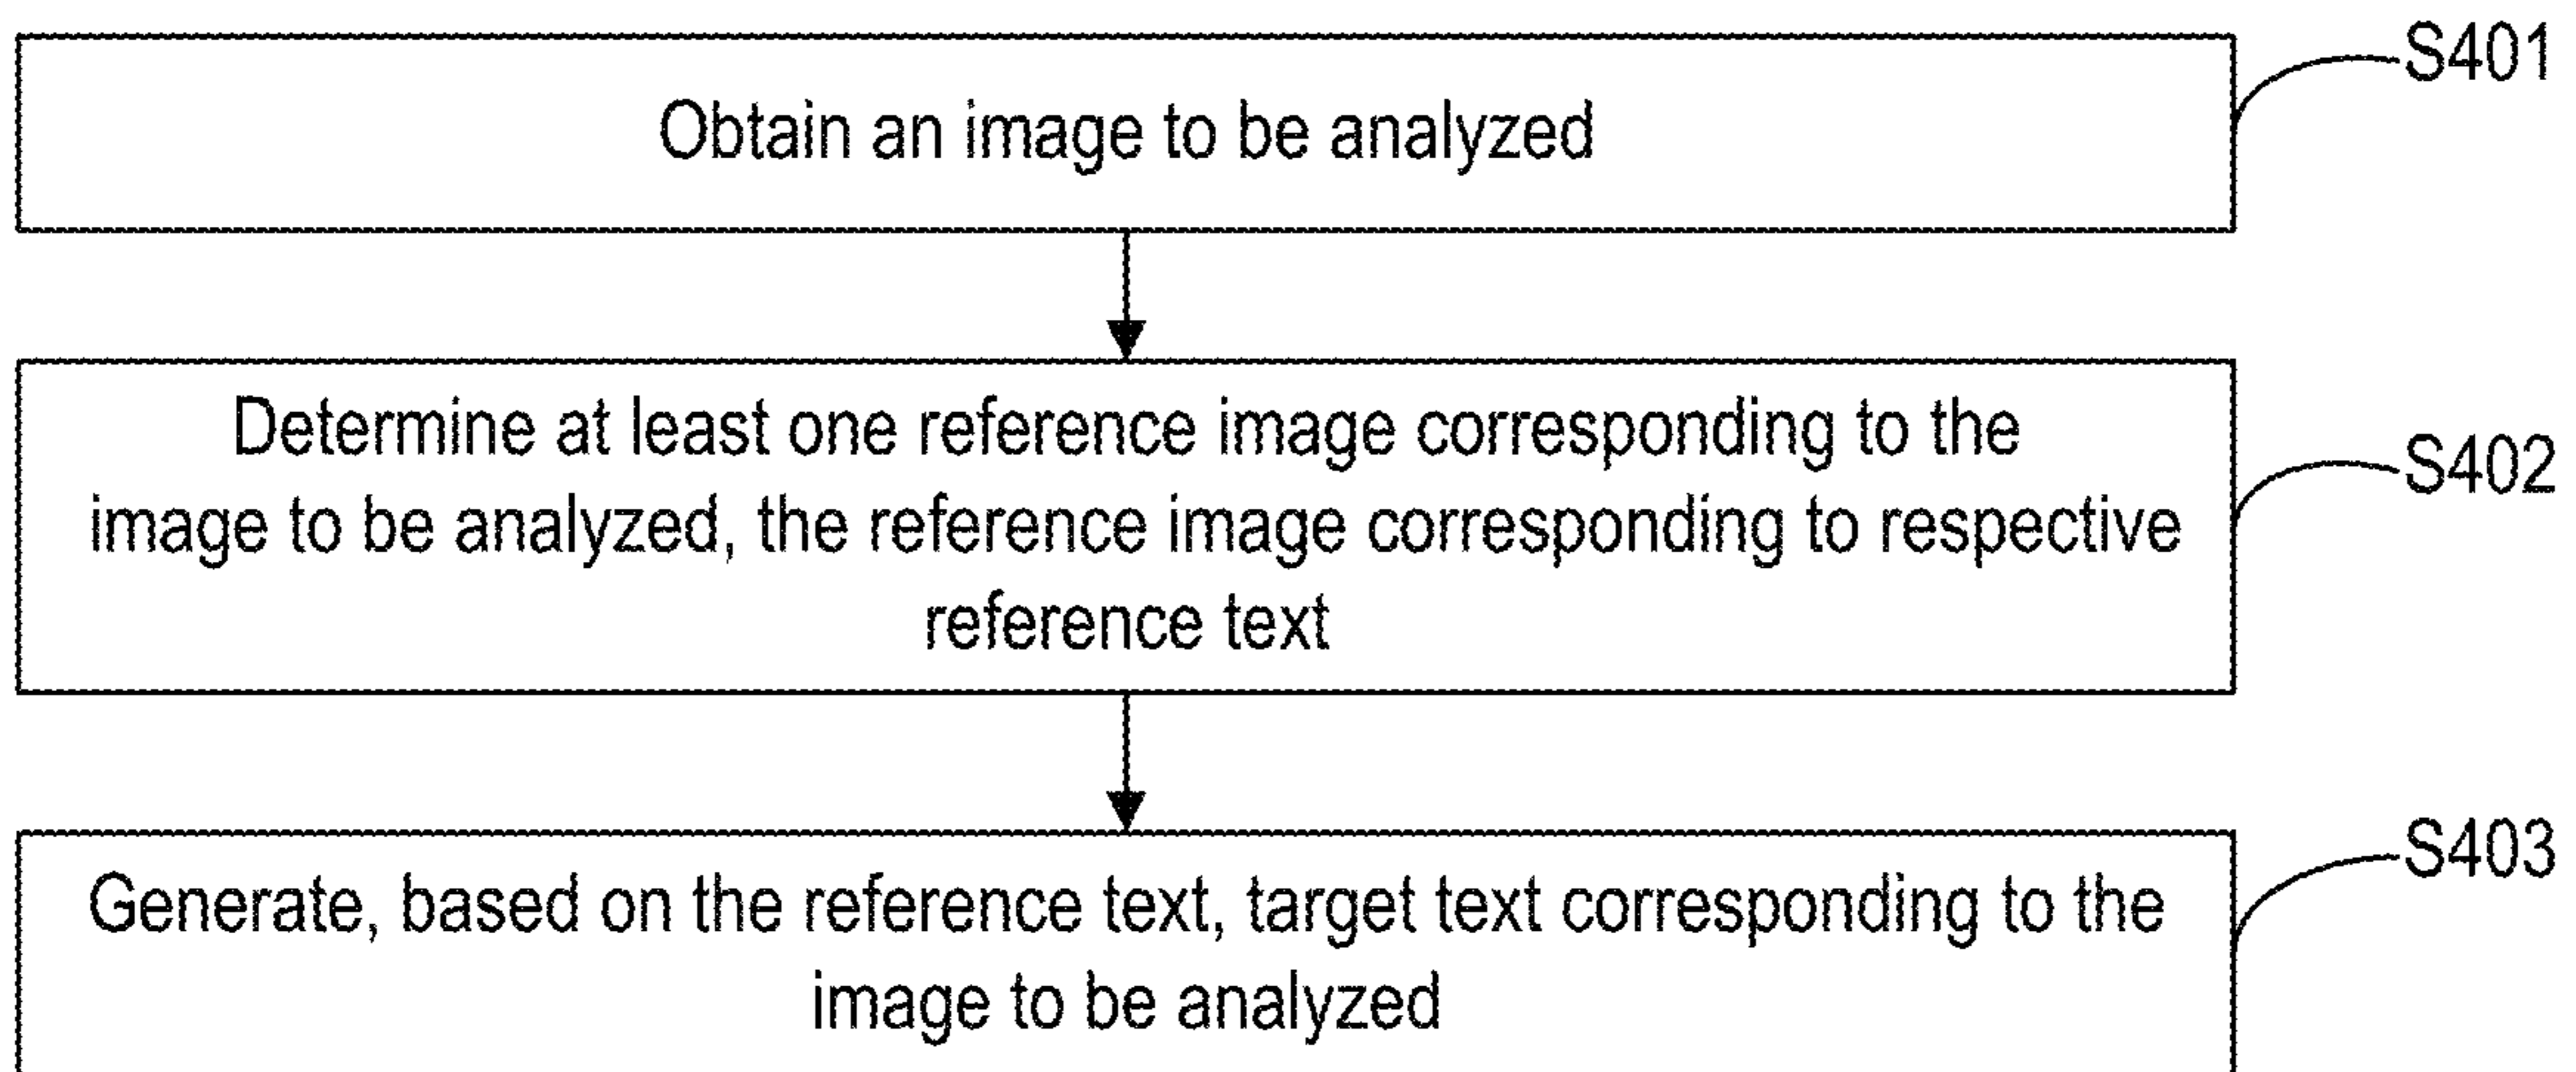 S401
Obtain an image to be analyzed
Determine at least one reference image corresponding to the
image to be analyzed, the reference image corresponding to respective
reference text
S402
Generate, based on the reference text, target text corresponding to the
image to be analyzed
S403